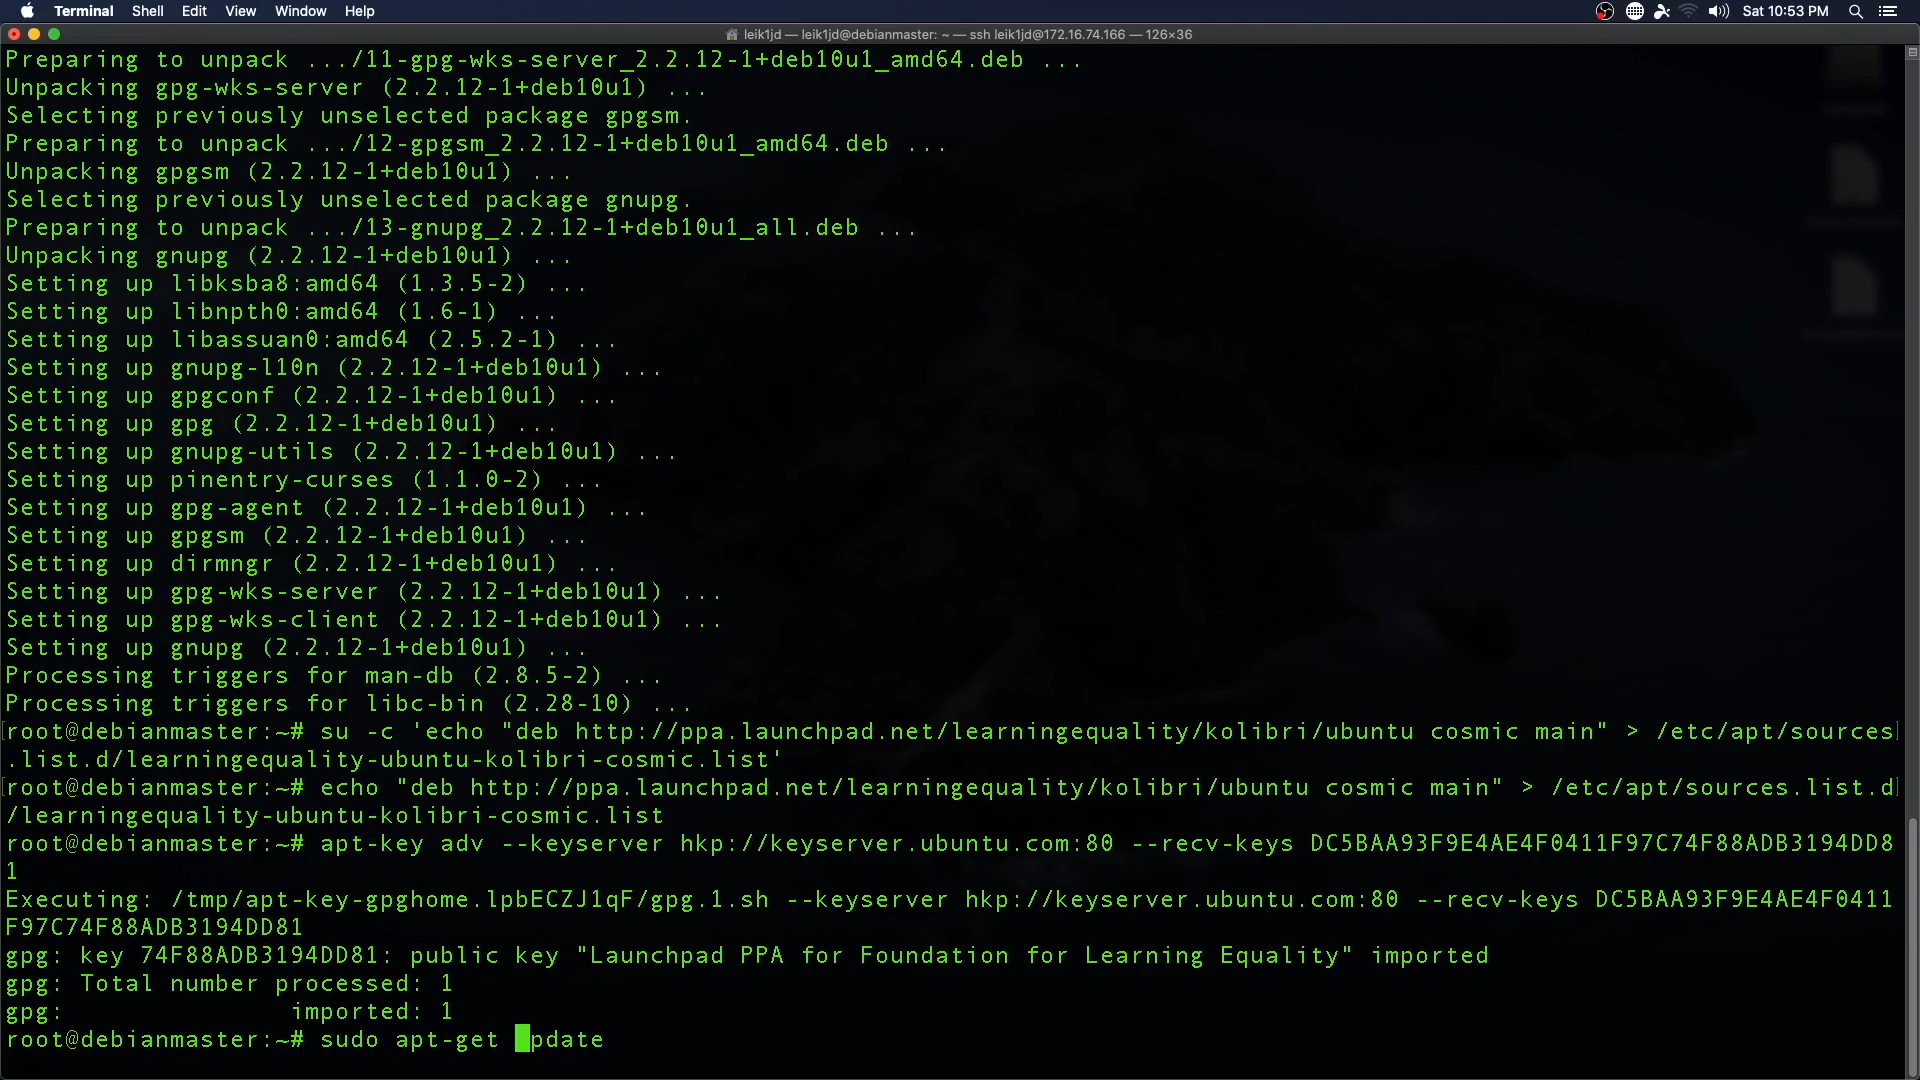 Terminal Shell Edit View Window Help Sat 10:53 PM
leik1jd — leik1jd@debianmaster: ~ — ssh leik1jd@172.16.74.166 — 126×36
Preparing to unpack .../11-gpg-wks-server_2.2.12-1+deb10u1_amd64.deb ...
Unpacking gpg-wks-server (2.2.12-1+deb10u1) ...
Selecting previously unselected package gpgsm.
Preparing to unpack .../12-gpgsm_2.2.12-1+deb10u1_amd64.deb ...
Unpacking gpgsm (2.2.12-1+deb10u1) ...
Selecting previously unselected package gnupg.
Preparing to unpack .../13-gnupg_2.2.12-1+deb10u1_all.deb ...
Unpacking gnupg (2.2.12-1+deb10u1) ...
Setting up libksba8:amd64 (1.3.5-2) ...
Setting up libnpth0:amd64 (1.6-1) ...
Setting up libassuan0:amd64 (2.5.2-1) ...
Setting up gnupg-l10n (2.2.12-1+deb10u1) ...
Setting up gpgconf (2.2.12-1+deb10u1) ...
Setting up gpg (2.2.12-1+deb10u1) ...
Setting up gnupg-utils (2.2.12-1+deb10u1) ...
Setting up pinentry-curses (1.1.0-2) ...
Setting up gpg-agent (2.2.12-1+deb10u1) ...
Setting up gpgsm (2.2.12-1+deb10u1) ...
Setting up dirmngr (2.2.12-1+deb10u1) ...
Setting up gpg-wks-server (2.2.12-1+deb10u1) ...
Setting up gpg-wks-client (2.2.12-1+deb10u1) ...
Setting up gnupg (2.2.12-1+deb10u1) ...
Processing triggers for man-db (2.8.5-2) ...
Processing triggers for libc-bin (2.28-10) ...
[root@debianmaster:~# su -c 'echo "deb http://ppa.launchpad.net/learningequality/kolibri/ubuntu cosmic main" > /etc/apt/sources]
.list.d/learningequality-ubuntu-kolibri-cosmic.list'
[root@debianmaster:~# echo "deb http://ppa.launchpad.net/learningequality/kolibri/ubuntu cosmic main" > /etc/apt/sources.list.d]
/learningequality-ubuntu-kolibri-cosmic.list
root@debianmaster:~# apt-key adv --keyserver hkp://keyserver.ubuntu.com:80 --recv-keys DC5BAA93F9E4AE4F0411F97C74F88ADB3194DD8
1
Executing: /tmp/apt-key-gpghome.lpbECZJ1qF/gpg.1.sh --keyserver hkp://keyserver.ubuntu.com:80 --recv-keys DC5BAA93F9E4AE4F0411
F97C74F88ADB3194DD81
gpg: key 74F88ADB3194DD81: public key "Launchpad PPA for Foundation for Learning Equality" imported
gpg: Total number processed: 1
gpg:               imported: 1
root@debianmaster:~# sudo apt-get pdate